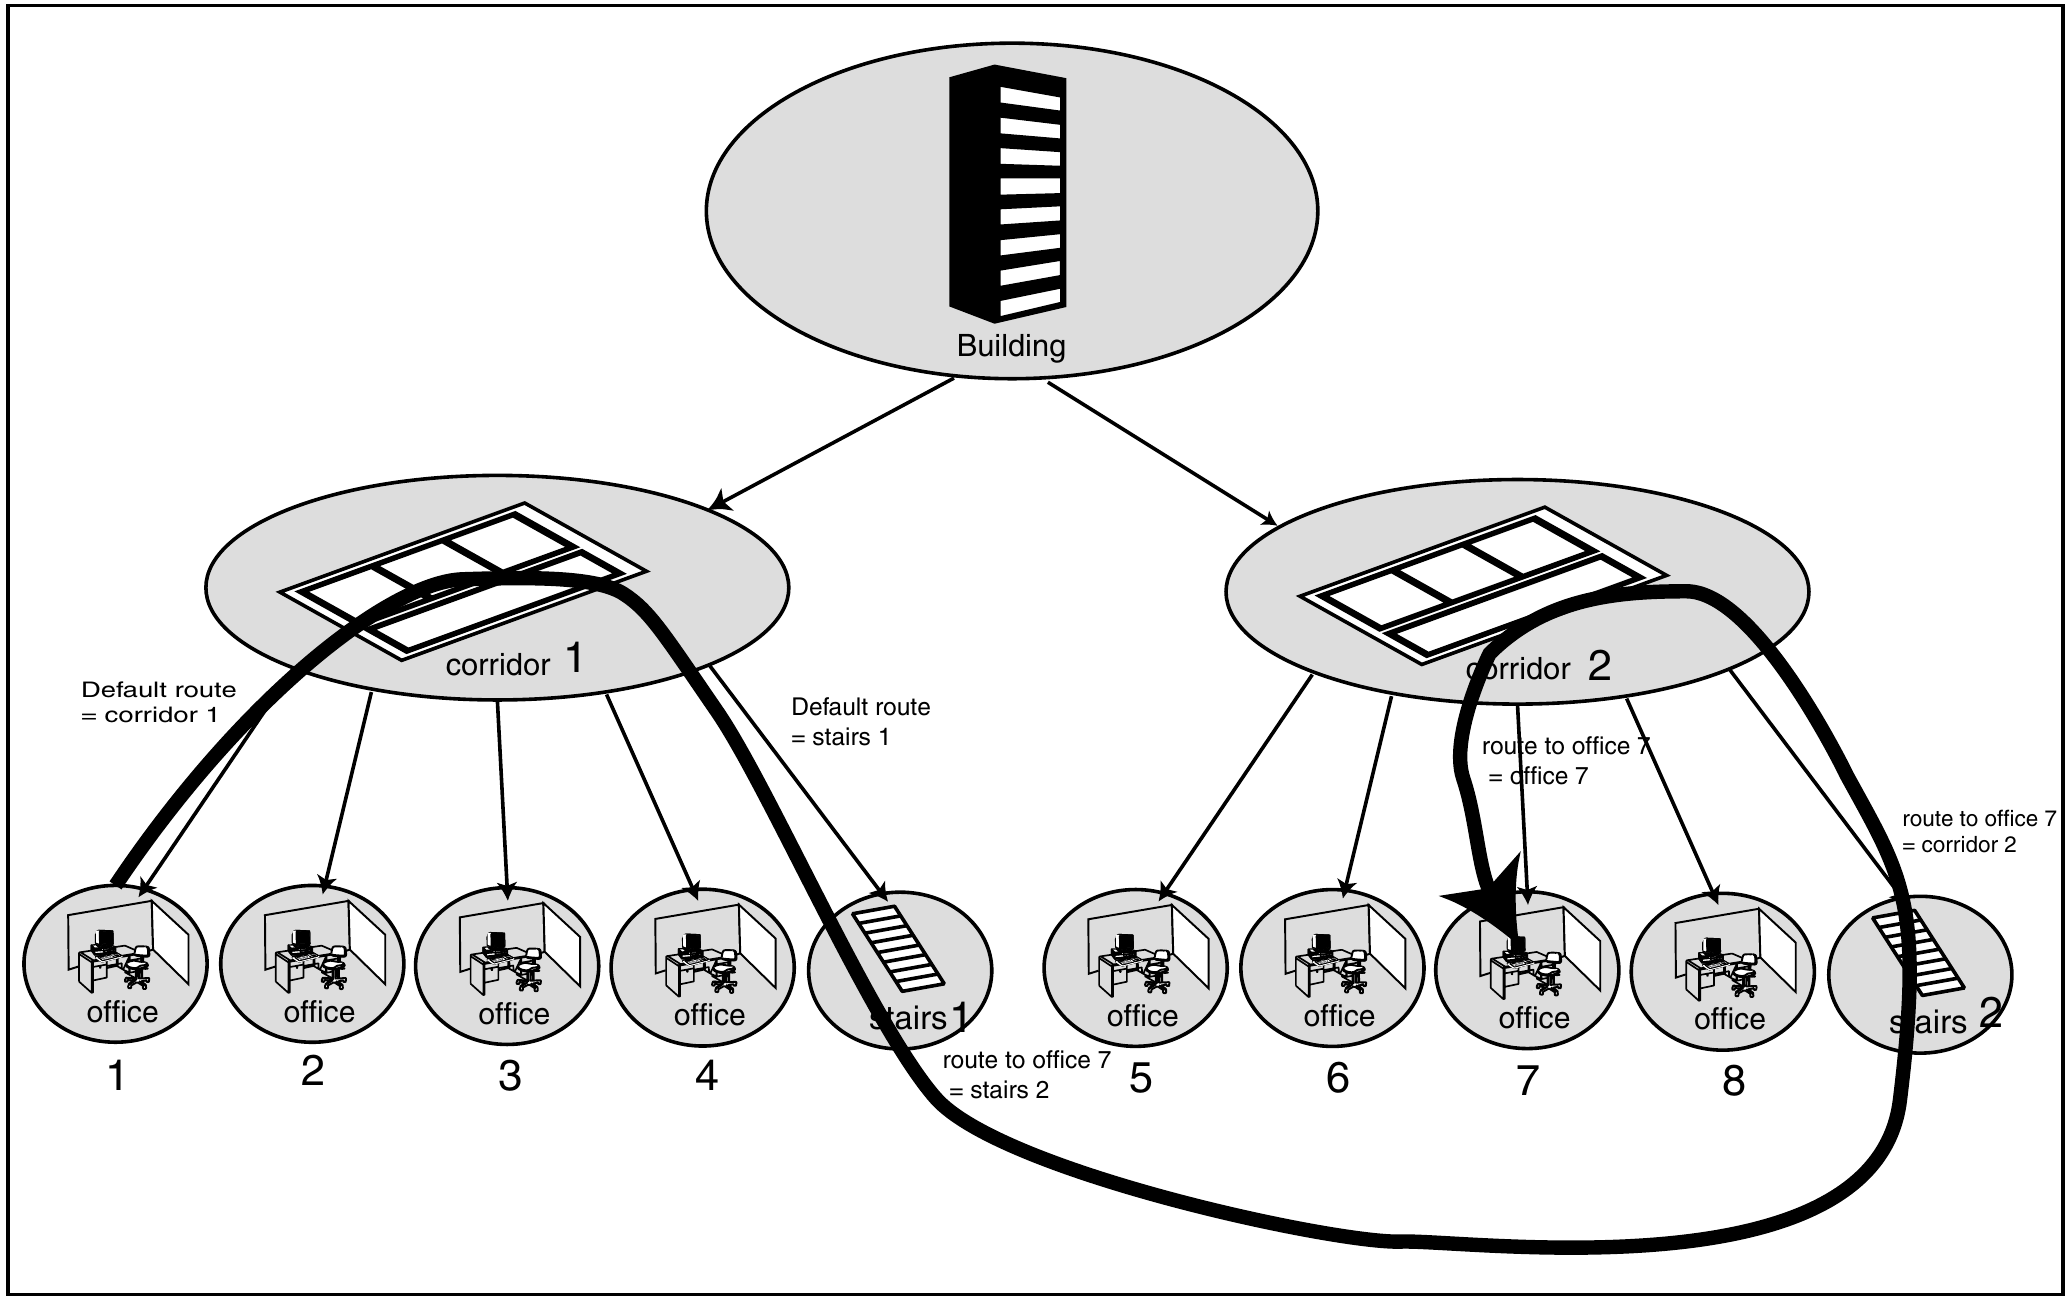 Building
corridor 1
corridor 2
Default route
= corridor 1
Default route
= stairs 1
route to office 7
= office 7
route to office 7
= corridor 2
office
office
office
office
stairs 1
office
office
office
office
stairs 2
1
2
3
4
route to office 7
= stairs 2
5
6
7
8